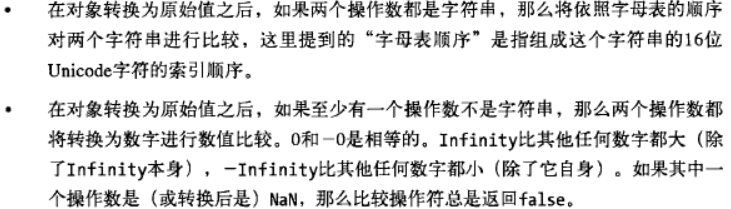 • 在对象转换为原始值之后，如果两个操作数都是字符串，那么将依照字母表的顺序
对两个字符串进行比较，这里提到的“字母表顺序”是指组成这个字符串的16位
Unicode字符的索引顺序。
• 在对象转换为原始值之后，如果至少有一个操作数不是字符串，那么两个操作数都
将转换为数字进行数值比较。0和－0是相等的。Infinity比其他任何数字都大（除
了Infinity本身），－Infinity比其他任何数字都小（除了它自身）。如果其中一
个操作数是（或转换后是）NaN，那么比较操作符总是返回false。